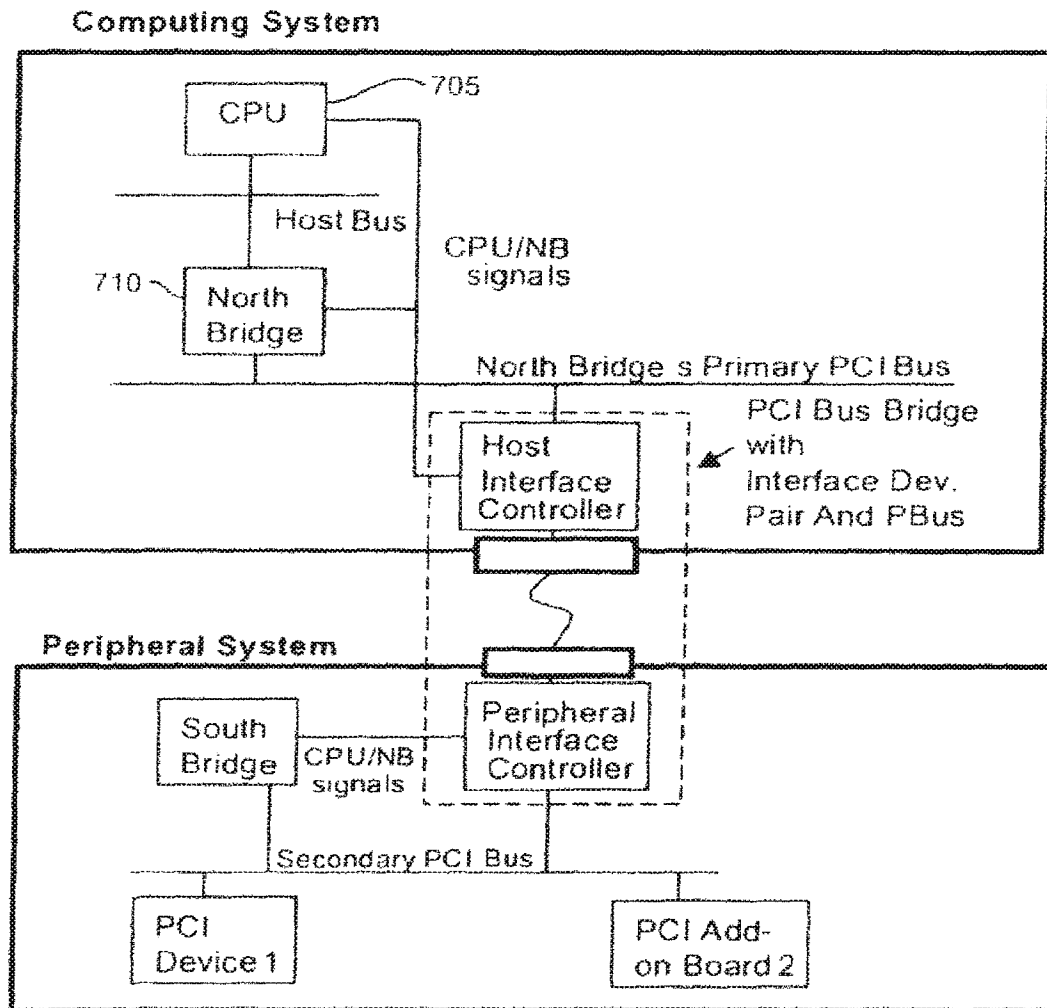 Computing System
705
CPU
Host Bus
CPU/NB
signals
710
North
Bridge
North Bridge s Primary PCI Bus
PCI Bus Bridge
with
Interface Dev.
Pair And PBus
Host
Interface
Controller
Peripheral System
South
Bridge
CPU/NB
signals
Peripheral
Interface
Controller
Secondary PCI Bus
PCI
Device 1
PCI Add-
on Board 2